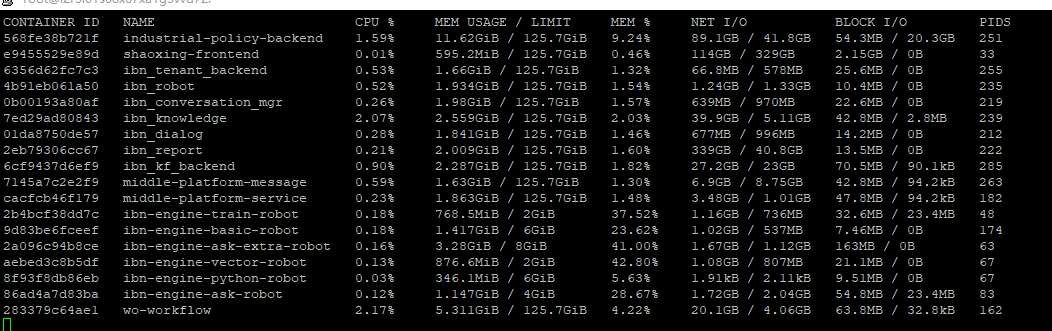 CONTAINER ID NAME CPU % MEM USAGE / LIMIT MEM % NET I/O BLOCK I/O PIDS
568fe38b721f industrial-policy-backend 1.59% 11.62GiB / 125.7GiB 9.24% 89.1GB / 41.8GB 54.3MB / 20.3GB 251
e9455529e89d shaoxing-frontend 0.01% 595.2MiB / 125.7GiB 0.46% 114GB / 329GB 2.15GB / 0B 33
6356d62fc7c3 ibn_tenant_backend 0.53% 1.66GiB / 125.7GiB 1.32% 66.8MB / 578MB 25.6MB / 0B 255
4b91eb061a50 ibn_robot 0.52% 1.934GiB / 125.7GiB 1.54% 1.24GB / 1.33GB 10.4MB / 0B 235
0b00193a80af ibn_conversation_mgr 0.26% 1.98GiB / 125.7GiB 1.57% 639MB / 970MB 22.6MB / 0B 219
7ed29ad80843 ibn_knowledge 2.07% 2.559GiB / 125.7GiB 2.03% 39.9GB / 5.11GB 42.8MB / 2.8MB 239
01da8750de57 ibn_dialog 0.28% 1.841GiB / 125.7GiB 1.46% 677MB / 996MB 14.2MB / 0B 212
2eb79306cc67 ibn_report 0.21% 2.009GiB / 125.7GiB 1.60% 339GB / 40.8GB 13.5MB / 0B 222
6cf9437d6ef9 ibn_kf_backend 0.90% 2.287GiB / 125.7GiB 1.82% 27.2GB / 23GB 70.5MB / 90.1kB 285
7145a7c2e2f9 middle-platform-message 0.59% 1.63GiB / 125.7GiB 1.30% 6.9GB / 8.75GB 42.8MB / 94.2kB 263
cacfcb46f179 middle-platform-service 0.23% 1.863GiB / 125.7GiB 1.48% 3.48GB / 1.01GB 47.8MB / 94.2kB 182
2b4bcf38dd7c ibn-engine-train-robot 0.18% 768.5MiB / 2GiB 37.52% 1.16GB / 736MB 32.6MB / 23.4MB 48
9d83be6fceef ibn-engine-basic-robot 0.18% 1.417GiB / 6GiB 23.62% 1.02GB / 537MB 7.46MB / 0B 174
2a096c94b8ce ibn-engine-ask-extra-robot 0.16% 3.28GiB / 8GiB 41.00% 1.67GB / 1.12GB 163MB / 0B 63
aebed3c8b5df ibn-engine-vector-robot 0.13% 876.6MiB / 2GiB 42.80% 1.08GB / 807MB 21.1MB / 0B 67
8f93f8db86eb ibn-engine-python-robot 0.03% 346.1MiB / 6GiB 5.63% 1.91kB / 2.11kB 9.51MB / 0B 67
86ad4a7d83ba ibn-engine-ask-robot 0.12% 1.147GiB / 4GiB 28.67% 1.72GB / 2.04GB 54.8MB / 23.4MB 83
283379c64ae1 wo-workflow 2.17% 5.311GiB / 125.7GiB 4.22% 20.1GB / 4.06GB 63.8MB / 32.8kB 162